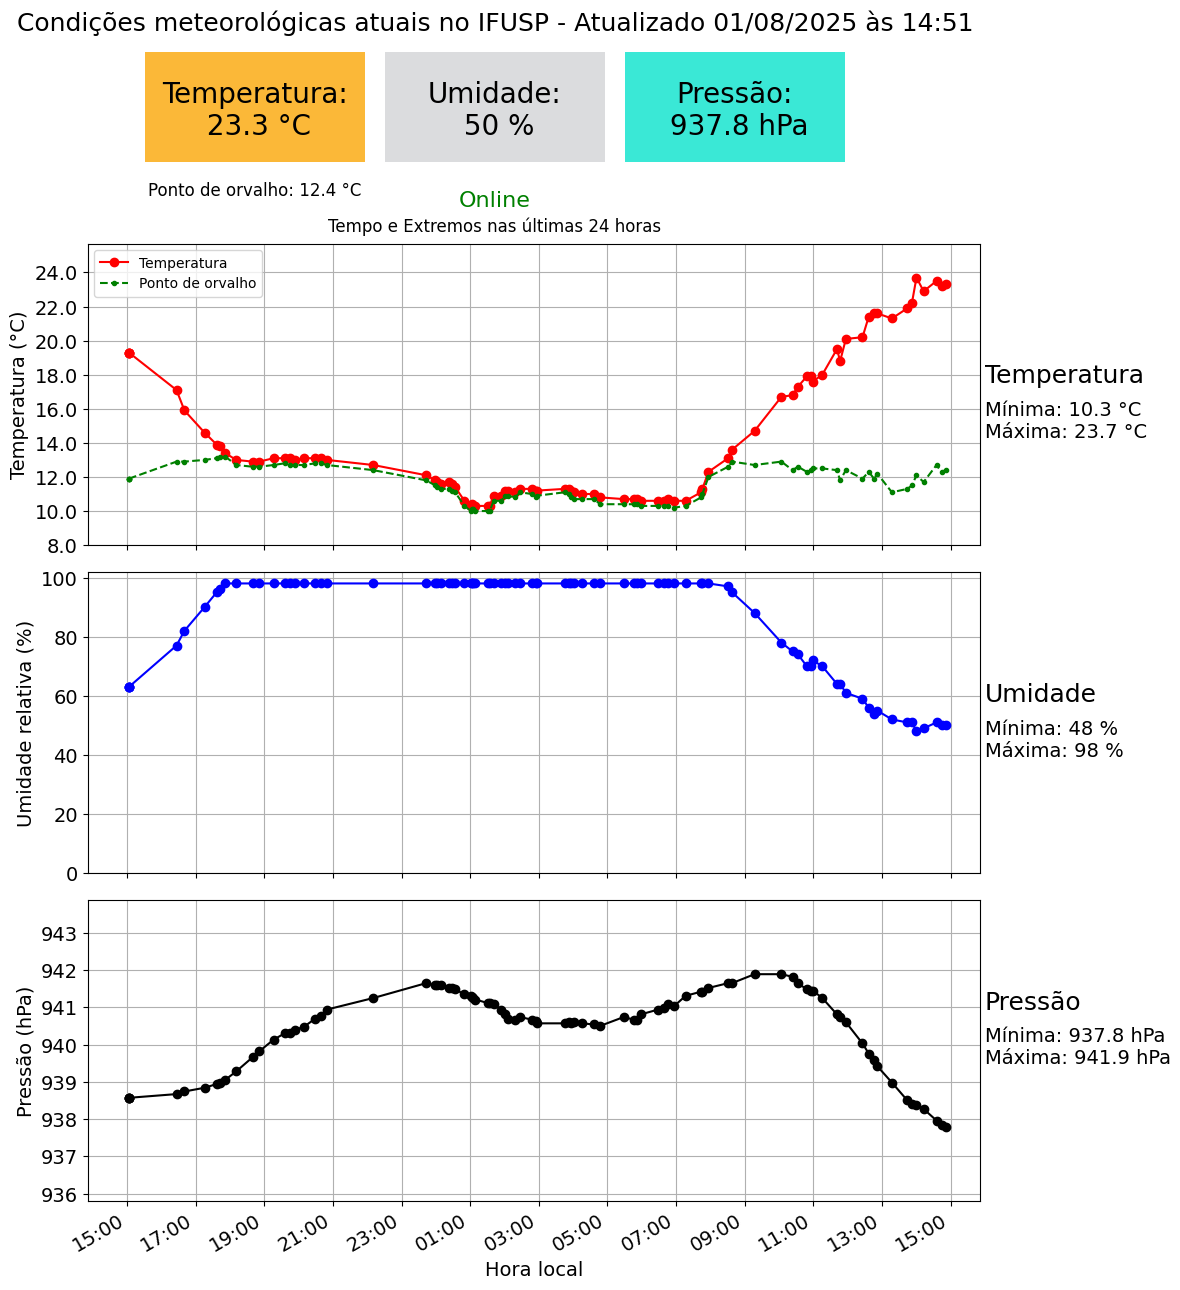 Condições meteorológicas atuais no IFUSP - Atualizado 01/08/2025 às 14:51
Temperatura:
23.3 °C
Umidade:
50 %
Pressão:
937.8 hPa
Ponto de orvalho: 12.4 °C
Online
Tempo e Extremos nas últimas 24 horas
Temperatura
Ponto de orvalho
Temperatura (°C)
24.0
22.0
20.0
18.0
16.0
14.0
12.0
10.0
8.0
Temperatura
Mínima: 10.3 °C
Máxima: 23.7 °C
Umidade relativa (%)
100
80
60
40
20
0
Umidade
Mínima: 48 %
Máxima: 98 %
Pressão (hPa)
943
942
941
940
939
938
937
936
Pressão
Mínima: 937.8 hPa
Máxima: 941.9 hPa
15:00 17:00 19:00 21:00 23:00 01:00 03:00 05:00 07:00 09:00 11:00 13:00 15:00
Hora local